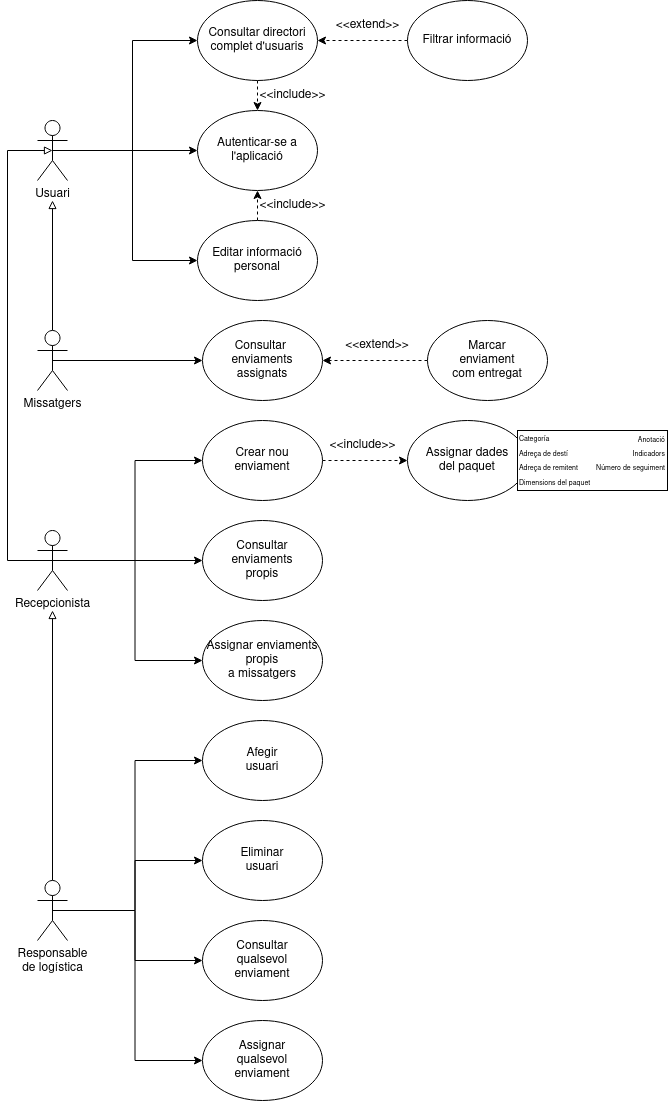 Consultar directori
complet d'usuaris
<<extend>>
Filtrar informació
<<include>>
Autenticar-se a
l'aplicació
Usuari
<<include>>
Editar informació
personal
Consultar
enviaments
assignats
<<extend>>
Marcar
enviament
com entregat
Missatgers
Crear nou
enviament
<<include>>
Assignar dades
del paquet
Categoría
Anotació
Adreça de destí
Indicadors
Adreça de remitent
Número de seguiment
Dimensions del paquet
Consultar
enviaments
propis
Recepcionista
Assignar enviaments
propis
a missatgers
Afegir
usuari
Eliminar
usuari
Responsable
de logística
Consultar
qualsevol
enviament
Assignar
qualsevol
enviament